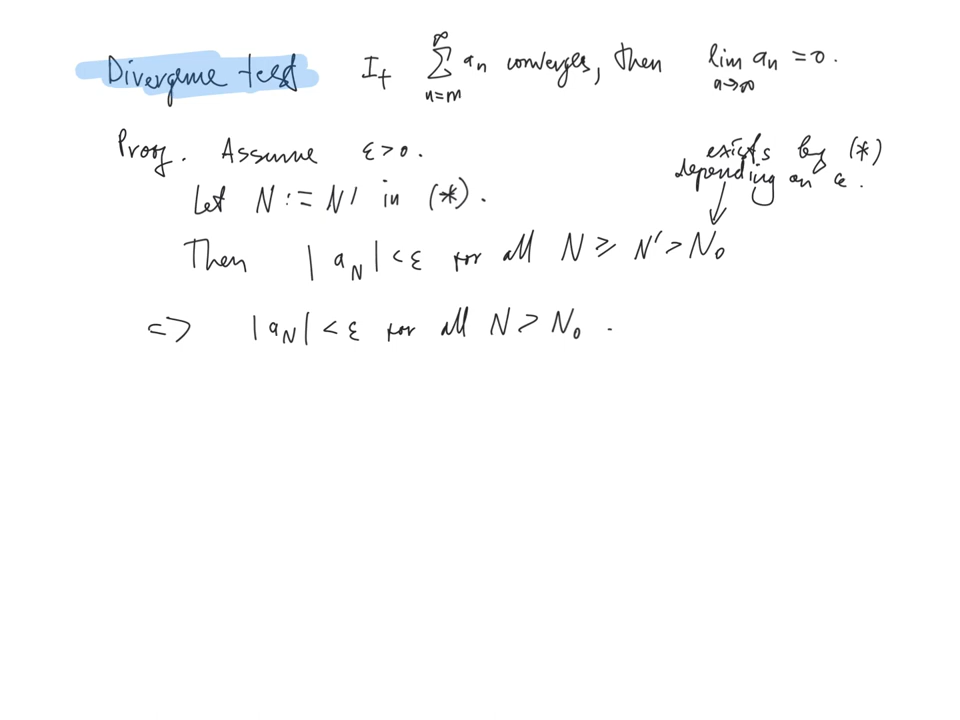 Divergence test If ∑_{n=m}^{∞} a_n converges, then lim_{n→∞} a_n = 0.
Proof. Assume ε > 0.
exists by (*)
depending on ε.
Let N := N' in (*).
Then |a_N| < ε for all N ≥ N' > N_0
<=> |a_N| < ε for all N > N_0.